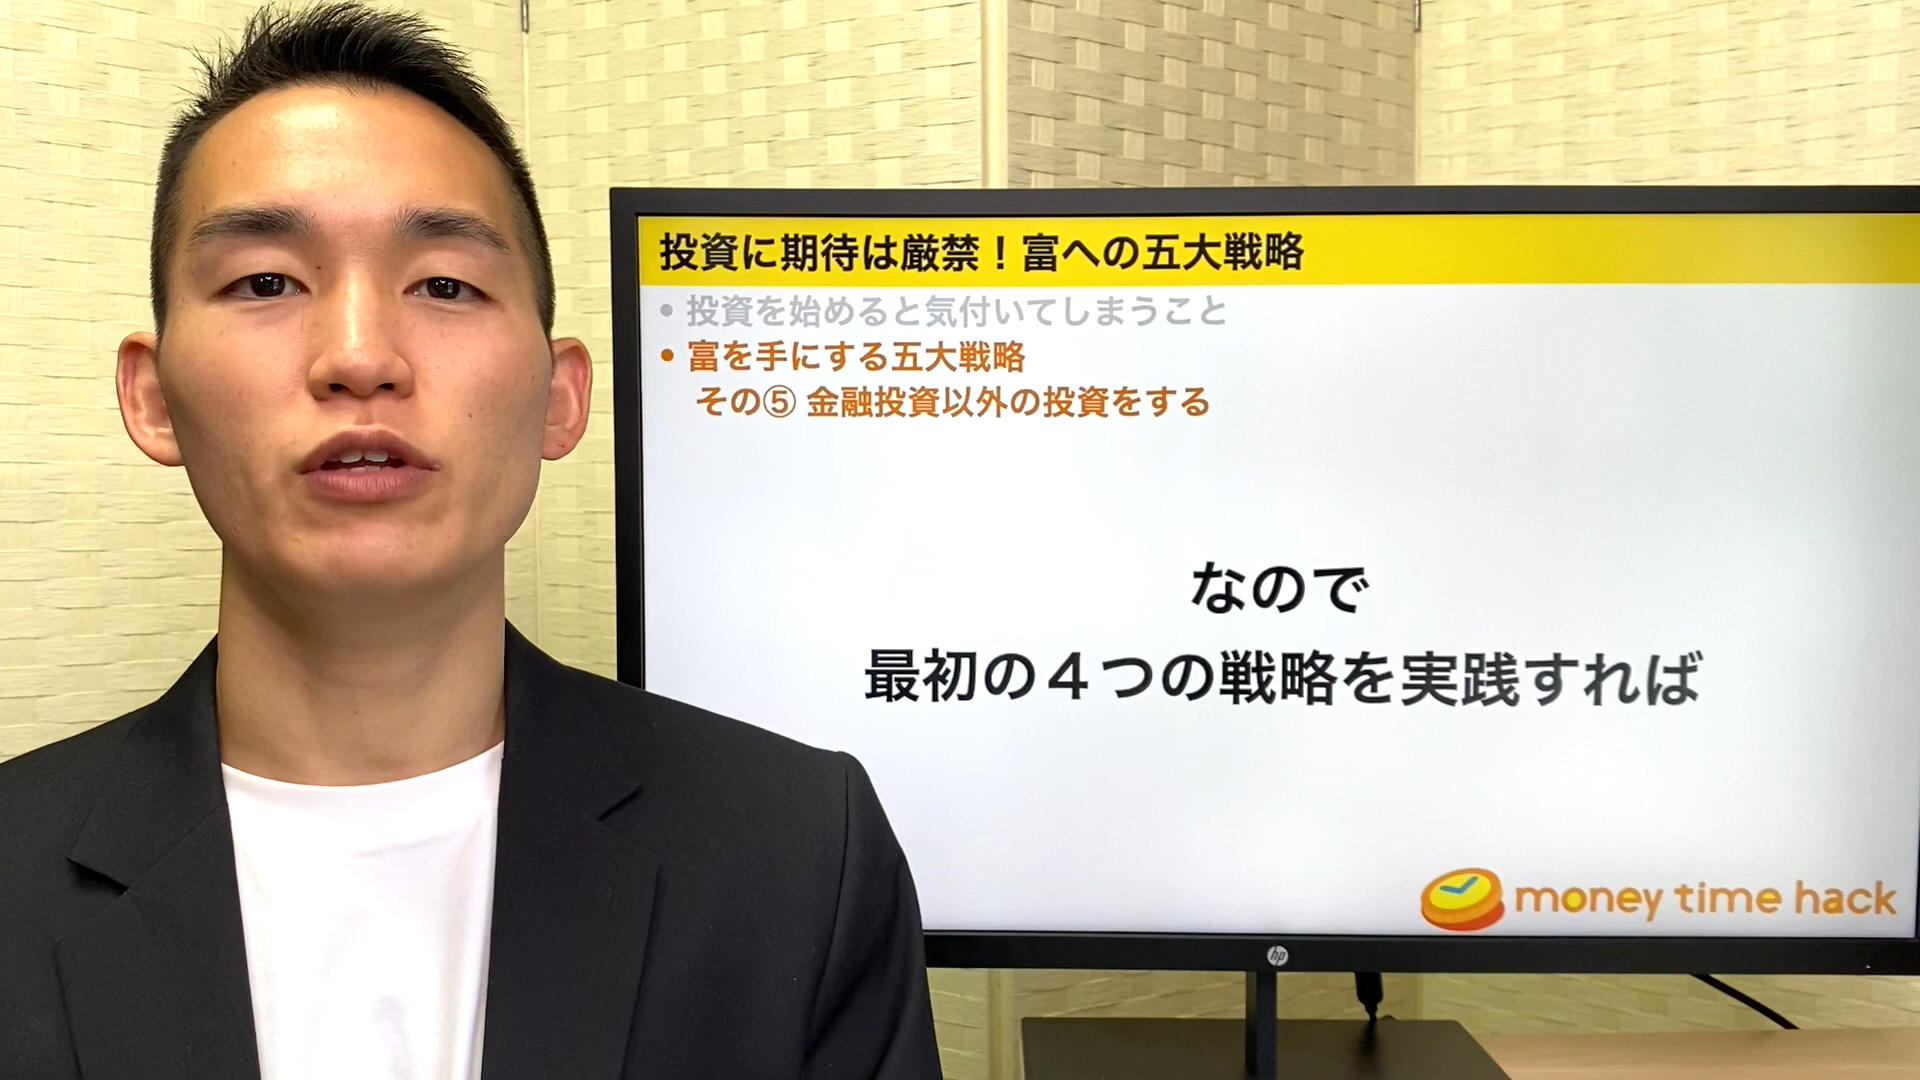 投資に期待は厳禁！富への五大戦略
• 投資を始めると気付いてしまうこと
• 富を手にする五大戦略
その⑤ 金融投資以外の投資をする
なので
最初の４つの戦略を実践すれば
money time hack
hp